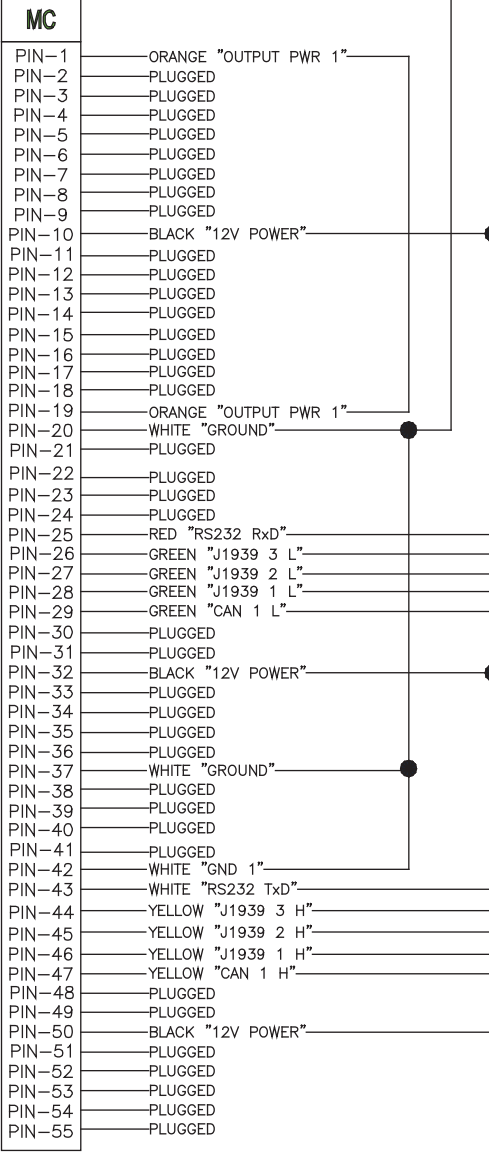 MC
PIN-1 ORANGE "OUTPUT PWR 1"
PIN-2 PLUGGED
PIN-3 PLUGGED
PIN-4 PLUGGED
PIN-5 PLUGGED
PIN-6 PLUGGED
PIN-7 PLUGGED
PIN-8 PLUGGED
PIN-9 PLUGGED
PIN-10 BLACK "12V POWER"
PIN-11 PLUGGED
PIN-12 PLUGGED
PIN-13 PLUGGED
PIN-14 PLUGGED
PIN-15 PLUGGED
PIN-16 PLUGGED
PIN-17 PLUGGED
PIN-18 PLUGGED
PIN-19 ORANGE "OUTPUT PWR 1"
PIN-20 WHITE "GROUND"
PIN-21 PLUGGED
PIN-22 PLUGGED
PIN-23 PLUGGED
PIN-24 PLUGGED
PIN-25 RED "RS232 RxD"
PIN-26 GREEN "J1939 3 L"
PIN-27 GREEN "J1939 2 L"
PIN-28 GREEN "J1939 1 L"
PIN-29 GREEN "CAN 1 L"
PIN-30 PLUGGED
PIN-31 PLUGGED
PIN-32 BLACK "12V POWER"
PIN-33 PLUGGED
PIN-34 PLUGGED
PIN-35 PLUGGED
PIN-36 PLUGGED
PIN-37 WHITE "GROUND"
PIN-38 PLUGGED
PIN-39 PLUGGED
PIN-40 PLUGGED
PIN-41 PLUGGED
PIN-42 WHITE "GND 1"
PIN-43 WHITE "RS232 TxD"
PIN-44 YELLOW "J1939 3 H"
PIN-45 YELLOW "J1939 2 H"
PIN-46 YELLOW "J1939 1 H"
PIN-47 YELLOW "CAN 1 H"
PIN-48 PLUGGED
PIN-49 PLUGGED
PIN-50 BLACK "12V POWER"
PIN-51 PLUGGED
PIN-52 PLUGGED
PIN-53 PLUGGED
PIN-54 PLUGGED
PIN-55 PLUGGED